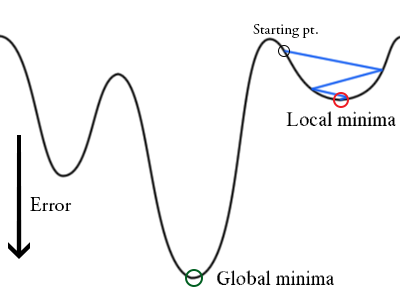 Starting pt.
Local minima
Error
Global minima